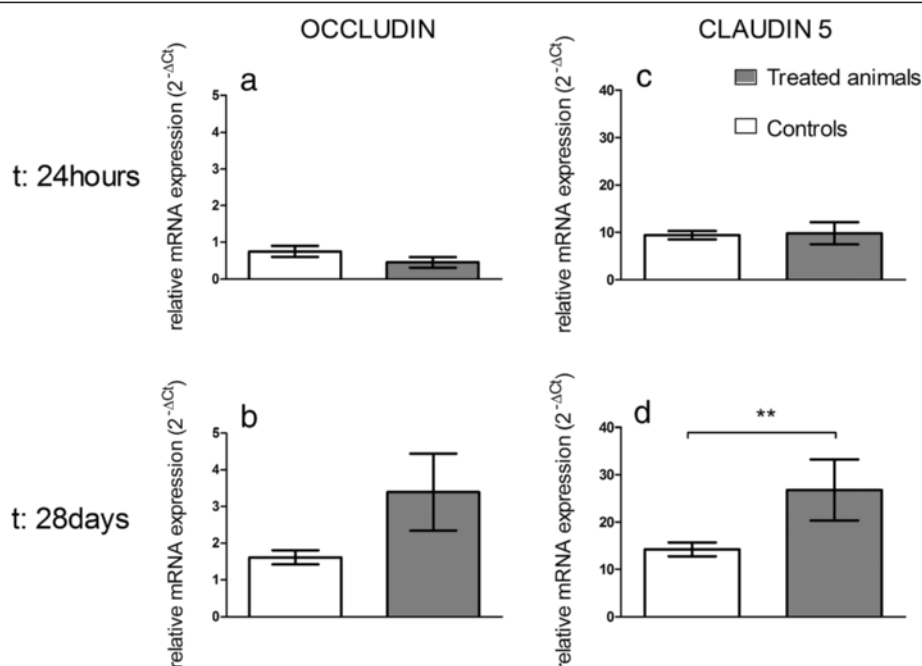 OCCLUDIN
CLAUDIN 5
t: 24hours
a
relative mRNA expression (2^-ΔCt)
5
4
3
2
1
0
c
relative mRNA expression (2^-ΔCt)
40
30
20
10
0
Treated animals
Controls
t: 28days
b
relative mRNA expression (2^-ΔCt)
5
4
3
2
1
0
d
relative mRNA expression (2^-ΔCt)
40
30
20
10
0
**